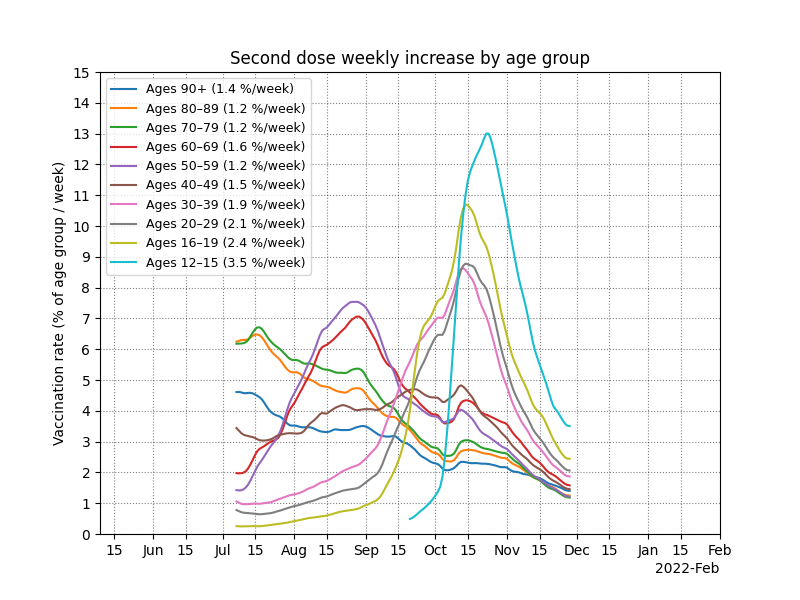 Second dose weekly increase by age group
Vaccination rate (% of age group / week)
15
14
13
12
11
10
9
8
7
6
5
4
3
2
1
0
Ages 90+ (1.4 %/week)
Ages 80–89 (1.2 %/week)
Ages 70–79 (1.2 %/week)
Ages 60–69 (1.6 %/week)
Ages 50–59 (1.2 %/week)
Ages 40–49 (1.5 %/week)
Ages 30–39 (1.9 %/week)
Ages 20–29 (2.1 %/week)
Ages 16–19 (2.4 %/week)
Ages 12–15 (3.5 %/week)
15 Jun 15 Jul 15 Aug 15 Sep 15 Oct 15 Nov 15 Dec 15 Jan 15 Feb
2022-Feb